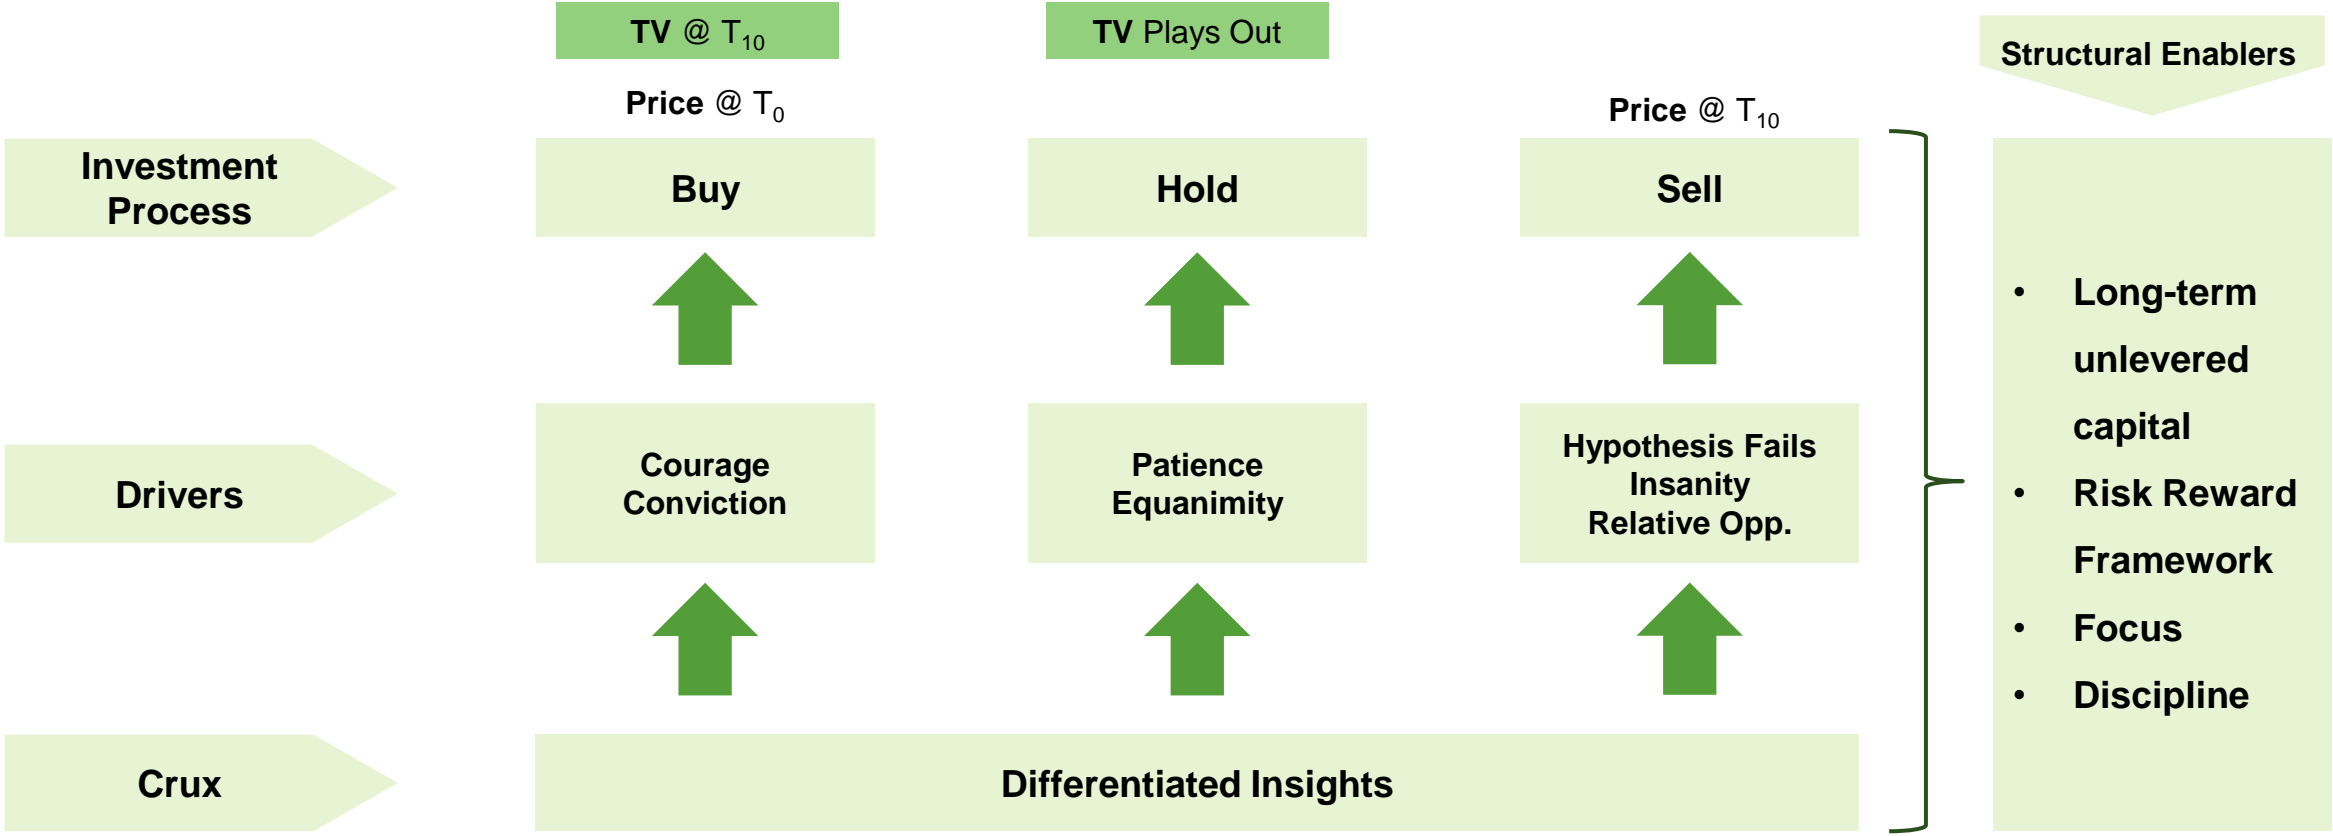 TV @ T10
TV Plays Out
Structural Enablers
Price @ T0
Price @ T10
Investment
Process
Buy
Hold
Sell
Drivers
Courage
Conviction
Patience
Equanimity
Hypothesis Fails
Insanity
Relative Opp.
Crux
Differentiated Insights
• Long-term
unlevered
capital
• Risk Reward
Framework
• Focus
• Discipline